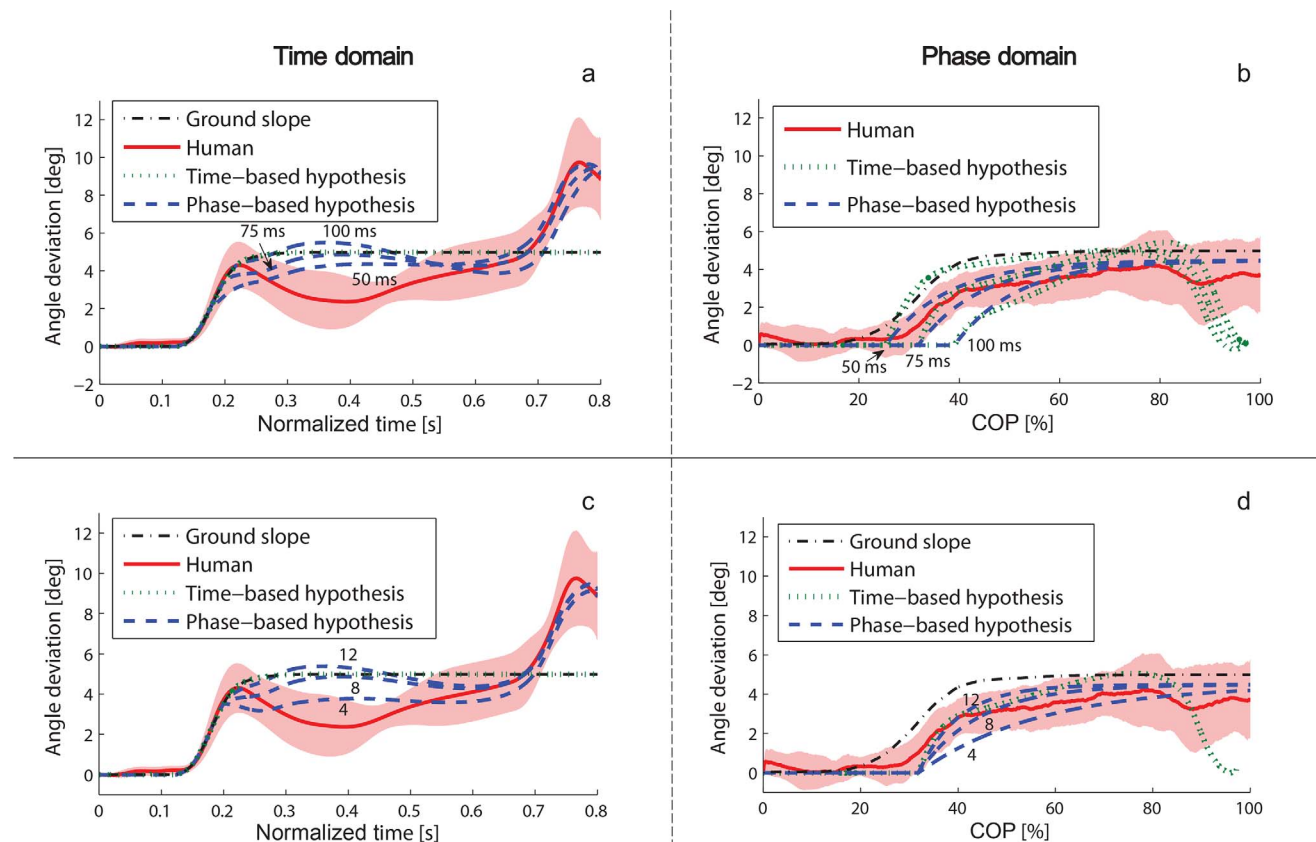 Time domain
Phase domain
a
b
Ground slope
Human
Time–based hypothesis
Phase–based hypothesis
75 ms
100 ms
50 ms
Angle deviation [deg]
12
10
8
6
4
2
0
−2
0
0.1
0.2
0.3
0.4
0.5
0.6
0.7
0.8
Normalized time [s]
Human
Time–based hypothesis
Phase–based hypothesis
50 ms
75 ms
100 ms
Angle deviation [deg]
12
10
8
6
4
2
0
−2
0
20
40
60
80
100
COP [%]
c
d
Ground slope
Human
Time–based hypothesis
Phase–based hypothesis
12
8
4
Angle deviation [deg]
12
10
8
6
4
2
0
0
0.1
0.2
0.3
0.4
0.5
0.6
0.7
0.8
Normalized time [s]
Ground slope
Human
Time–based hypothesis
Phase–based hypothesis
12
8
4
Angle deviation [deg]
12
10
8
6
4
2
0
0
20
40
60
80
100
COP [%]